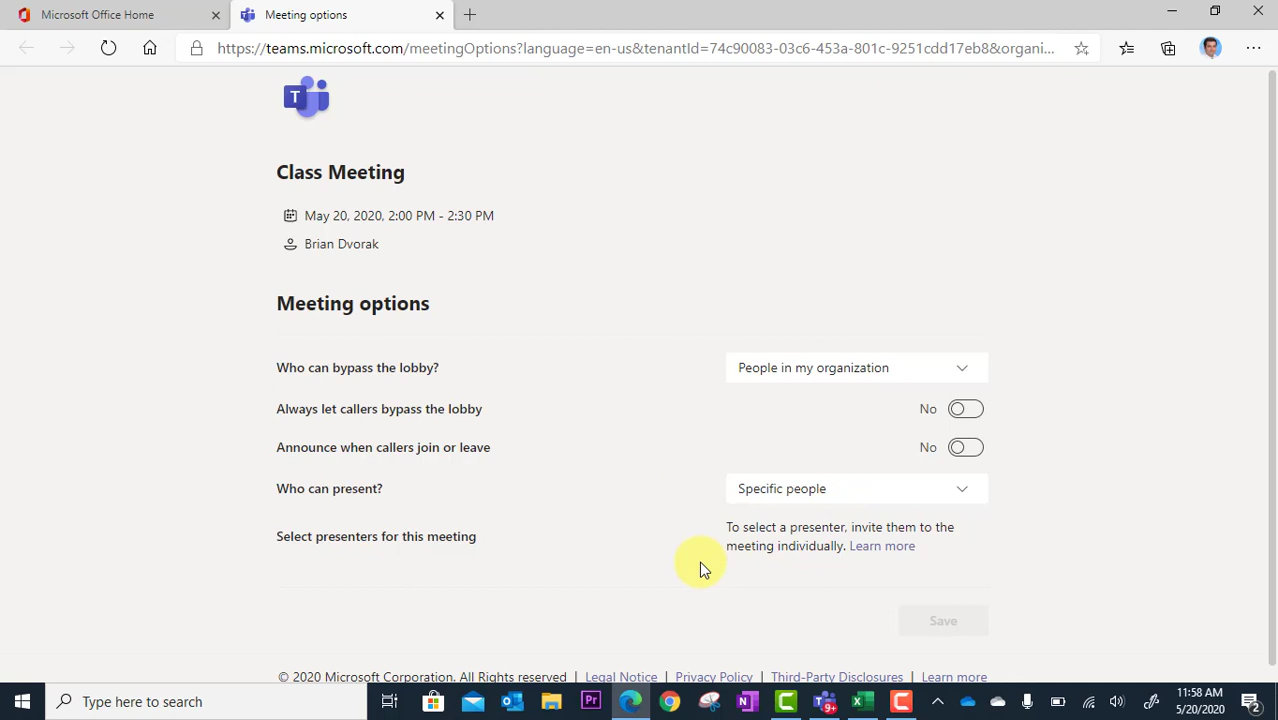 Microsoft Office Home
Meeting options
https://teams.microsoft.com/meetingOptions?language=en-us&tenantId=74c90083-03c6-453a-801c-9251cdd17eb8&organi...
T
Class Meeting
May 20, 2020, 2:00 PM - 2:30 PM
Brian Dvorak
Meeting options
Who can bypass the lobby?
People in my organization
Always let callers bypass the lobby
No
Announce when callers join or leave
No
Who can present?
Specific people
Select presenters for this meeting
To select a presenter, invite them to the
meeting individually. Learn more
Save
© 2020 Microsoft Corporation. All Rights reserved | Legal Notice | Privacy Policy | Third-Party Disclosures | Learn more
Type here to search
Pr
N
9+
11:58 AM
5/20/2020
2